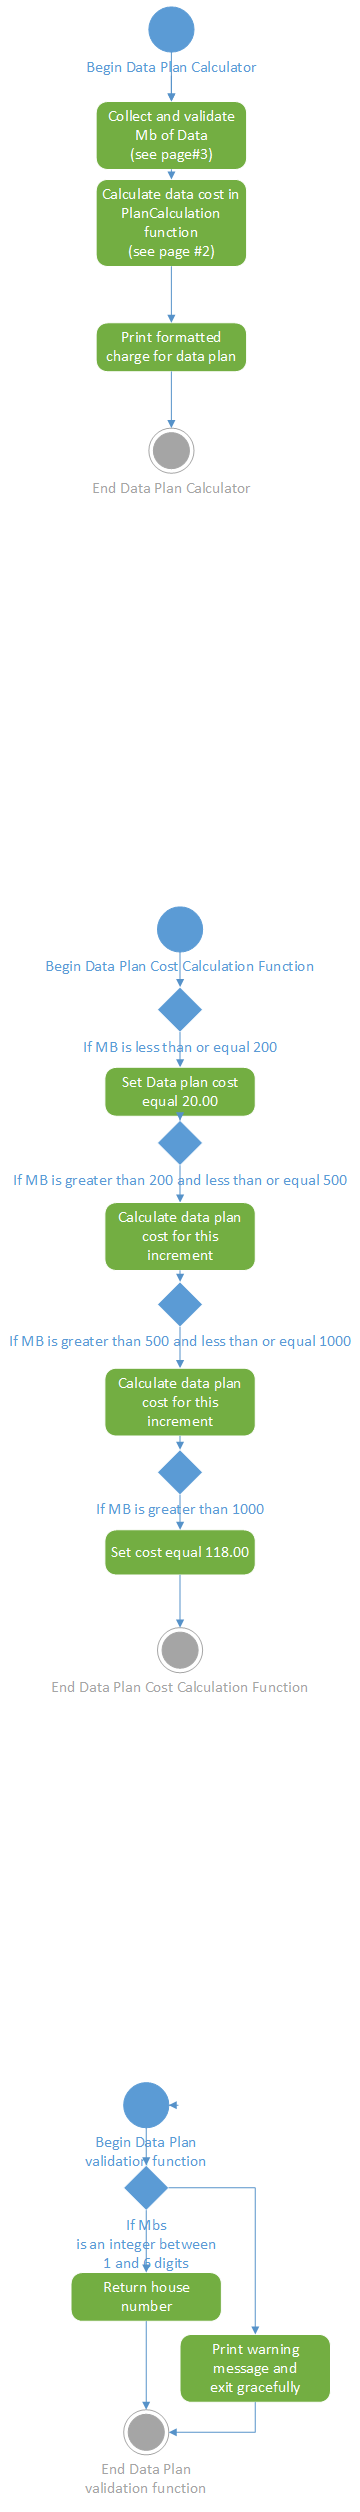 Begin Data Plan Calculator
Collect and validate
Mb of Data
(see page#3)
Calculate data cost in
PlanCalculation
function
(see page #2)
Print formatted
charge for data plan
End Data Plan Calculator
Begin Data Plan Cost Calculation Function
If MB is less than or equal 200
Set Data plan cost
equal 20.00
If MB is greater than 200 and less than or equal 500
Calculate data plan
cost for this
increment
If MB is greater than 500 and less than or equal 1000
Calculate data plan
cost for this
increment
If MB is greater than 1000
Set cost equal 118.00
End Data Plan Cost Calculation Function
Begin Data Plan
validation function
If Mbs
is an integer between
1 and 6 digits
Return house
number
Print warning
message and
exit gracefully
End Data Plan
validation function